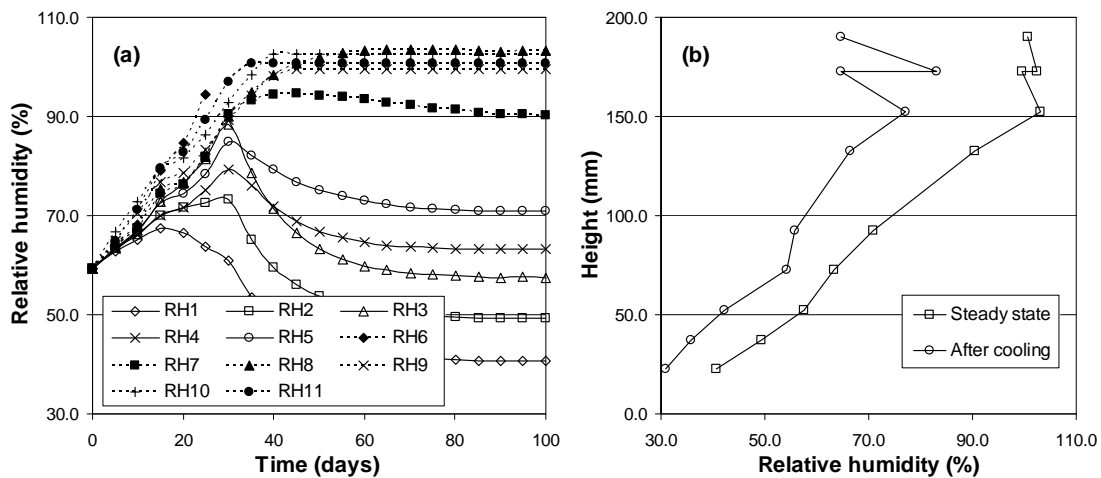 (a)
Relative humidity (%)
110.0
90.0
70.0
50.0
30.0
RH1 RH2 RH3
RH4 RH5 RH6
RH7 RH8 RH9
RH10 RH11
0 20 40 60 80 100
Time (days)
(b)
Height (mm)
200.0
150.0
100.0
50.0
0.0
Steady state
After cooling
30.0 50.0 70.0 90.0 110.0
Relative humidity (%)